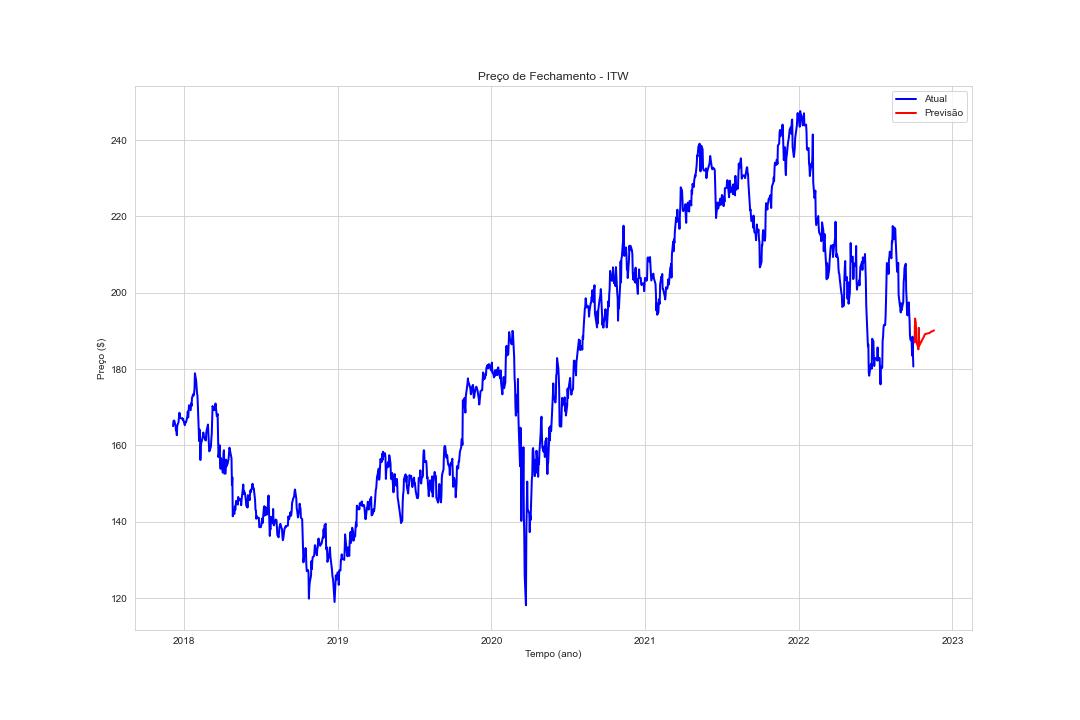 Preço de Fechamento - ITW
Atual
Previsão
Preço ($)
240
220
200
180
160
140
120
2018
2019
2020
2021
2022
2023
Tempo (ano)